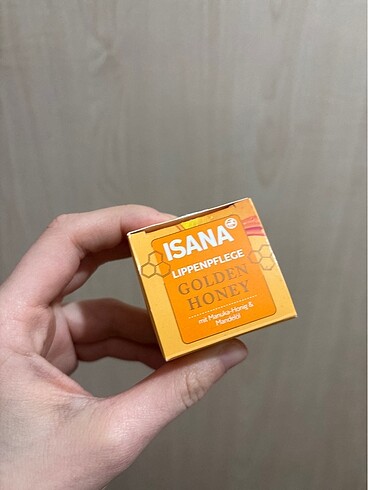 ISANA
LIPPENPFLEGE
GOLDEN
HONEY
mit Manuka-Honig &
Mandelöl